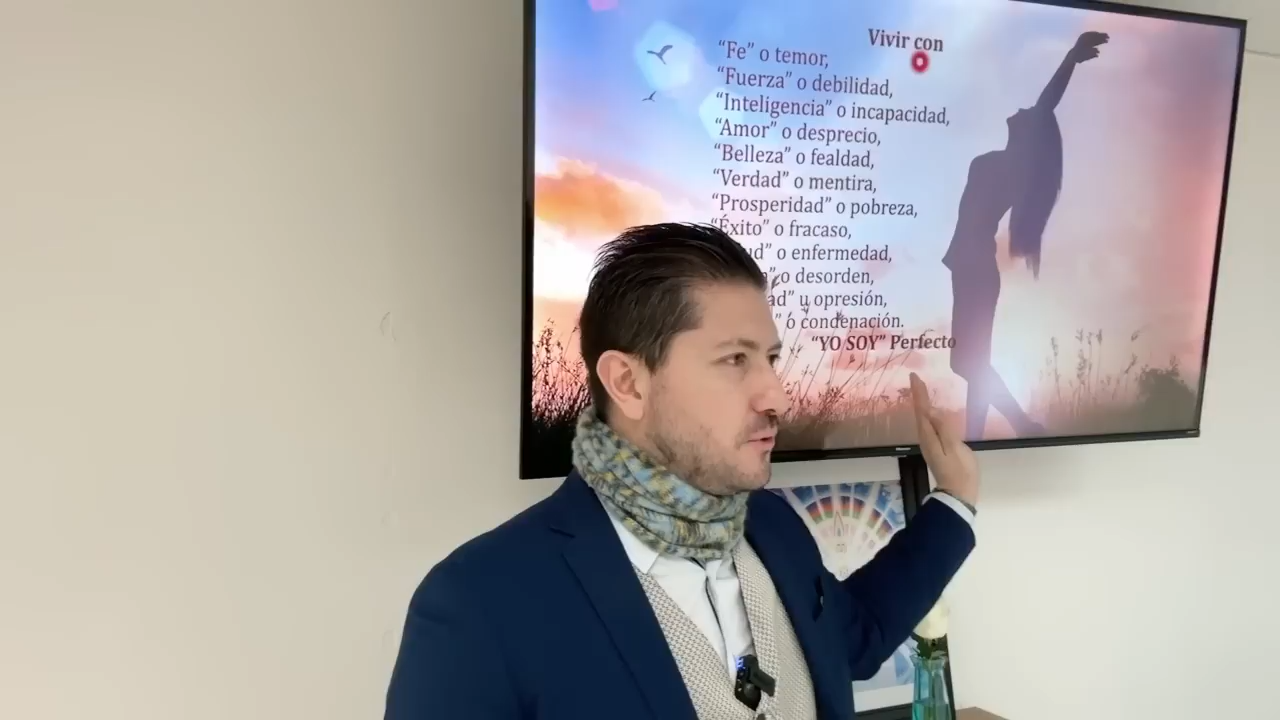 Vivir con
“Fe” o temor,
“Fuerza” o debilidad,
“Inteligencia” o incapacidad,
“Amor” o desprecio,
“Belleza” o fealdad,
“Verdad” o mentira,
“Prosperidad” o pobreza,
“Éxito” o fracaso,
o enfermedad,
o desorden,
u opresión,
o condenación.
“YO SOY” Perfecto